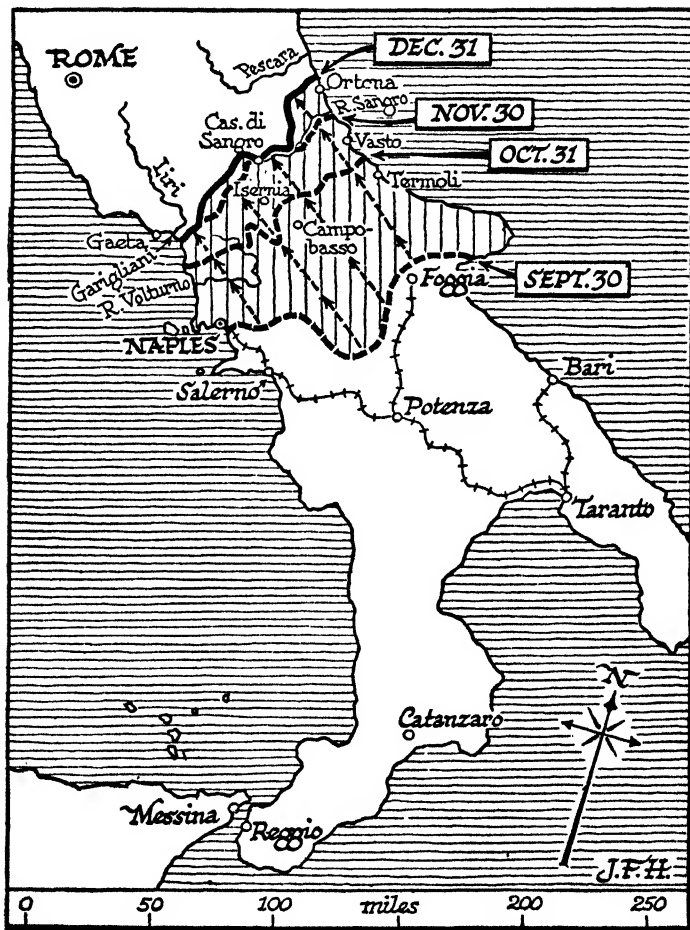 DEC. 31
ROME
Pescara
Ortona
R. Sangro
NOV. 30
Cas. di
Sangro
Vasto
OCT. 31
Liri
Isernia
Termoli
Campo-
basso
Gaeta
Garigliani
R. Volturno
SEPT. 30
Foggia
NAPLES
Bari
Salerno
Potenza
Taranto
N
Catanzaro
Messina
Reggio
J.F.H.
0 50 100 miles 200 250